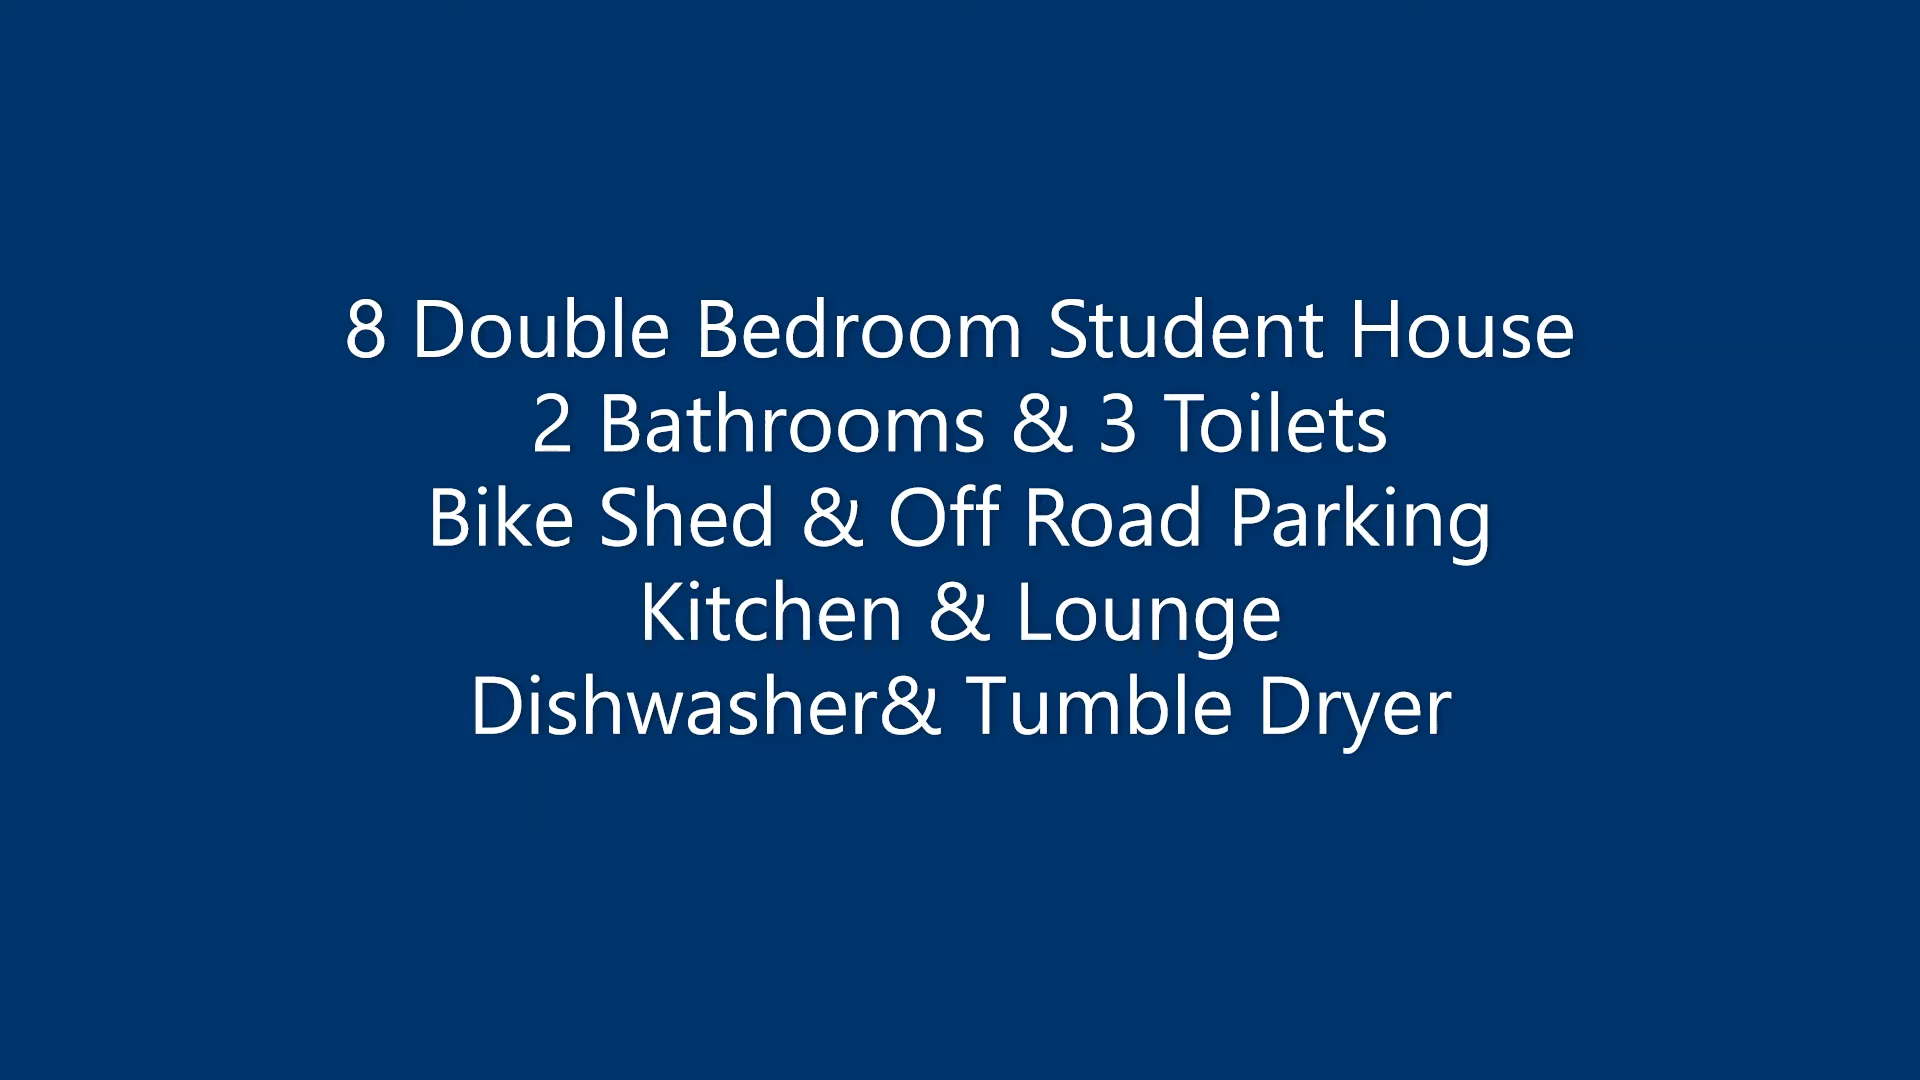 8 Double Bedroom Student House
2 Bathrooms & 3 Toilets
Bike Shed & Off Road Parking
Kitchen & Lounge
Dishwasher& Tumble Dryer